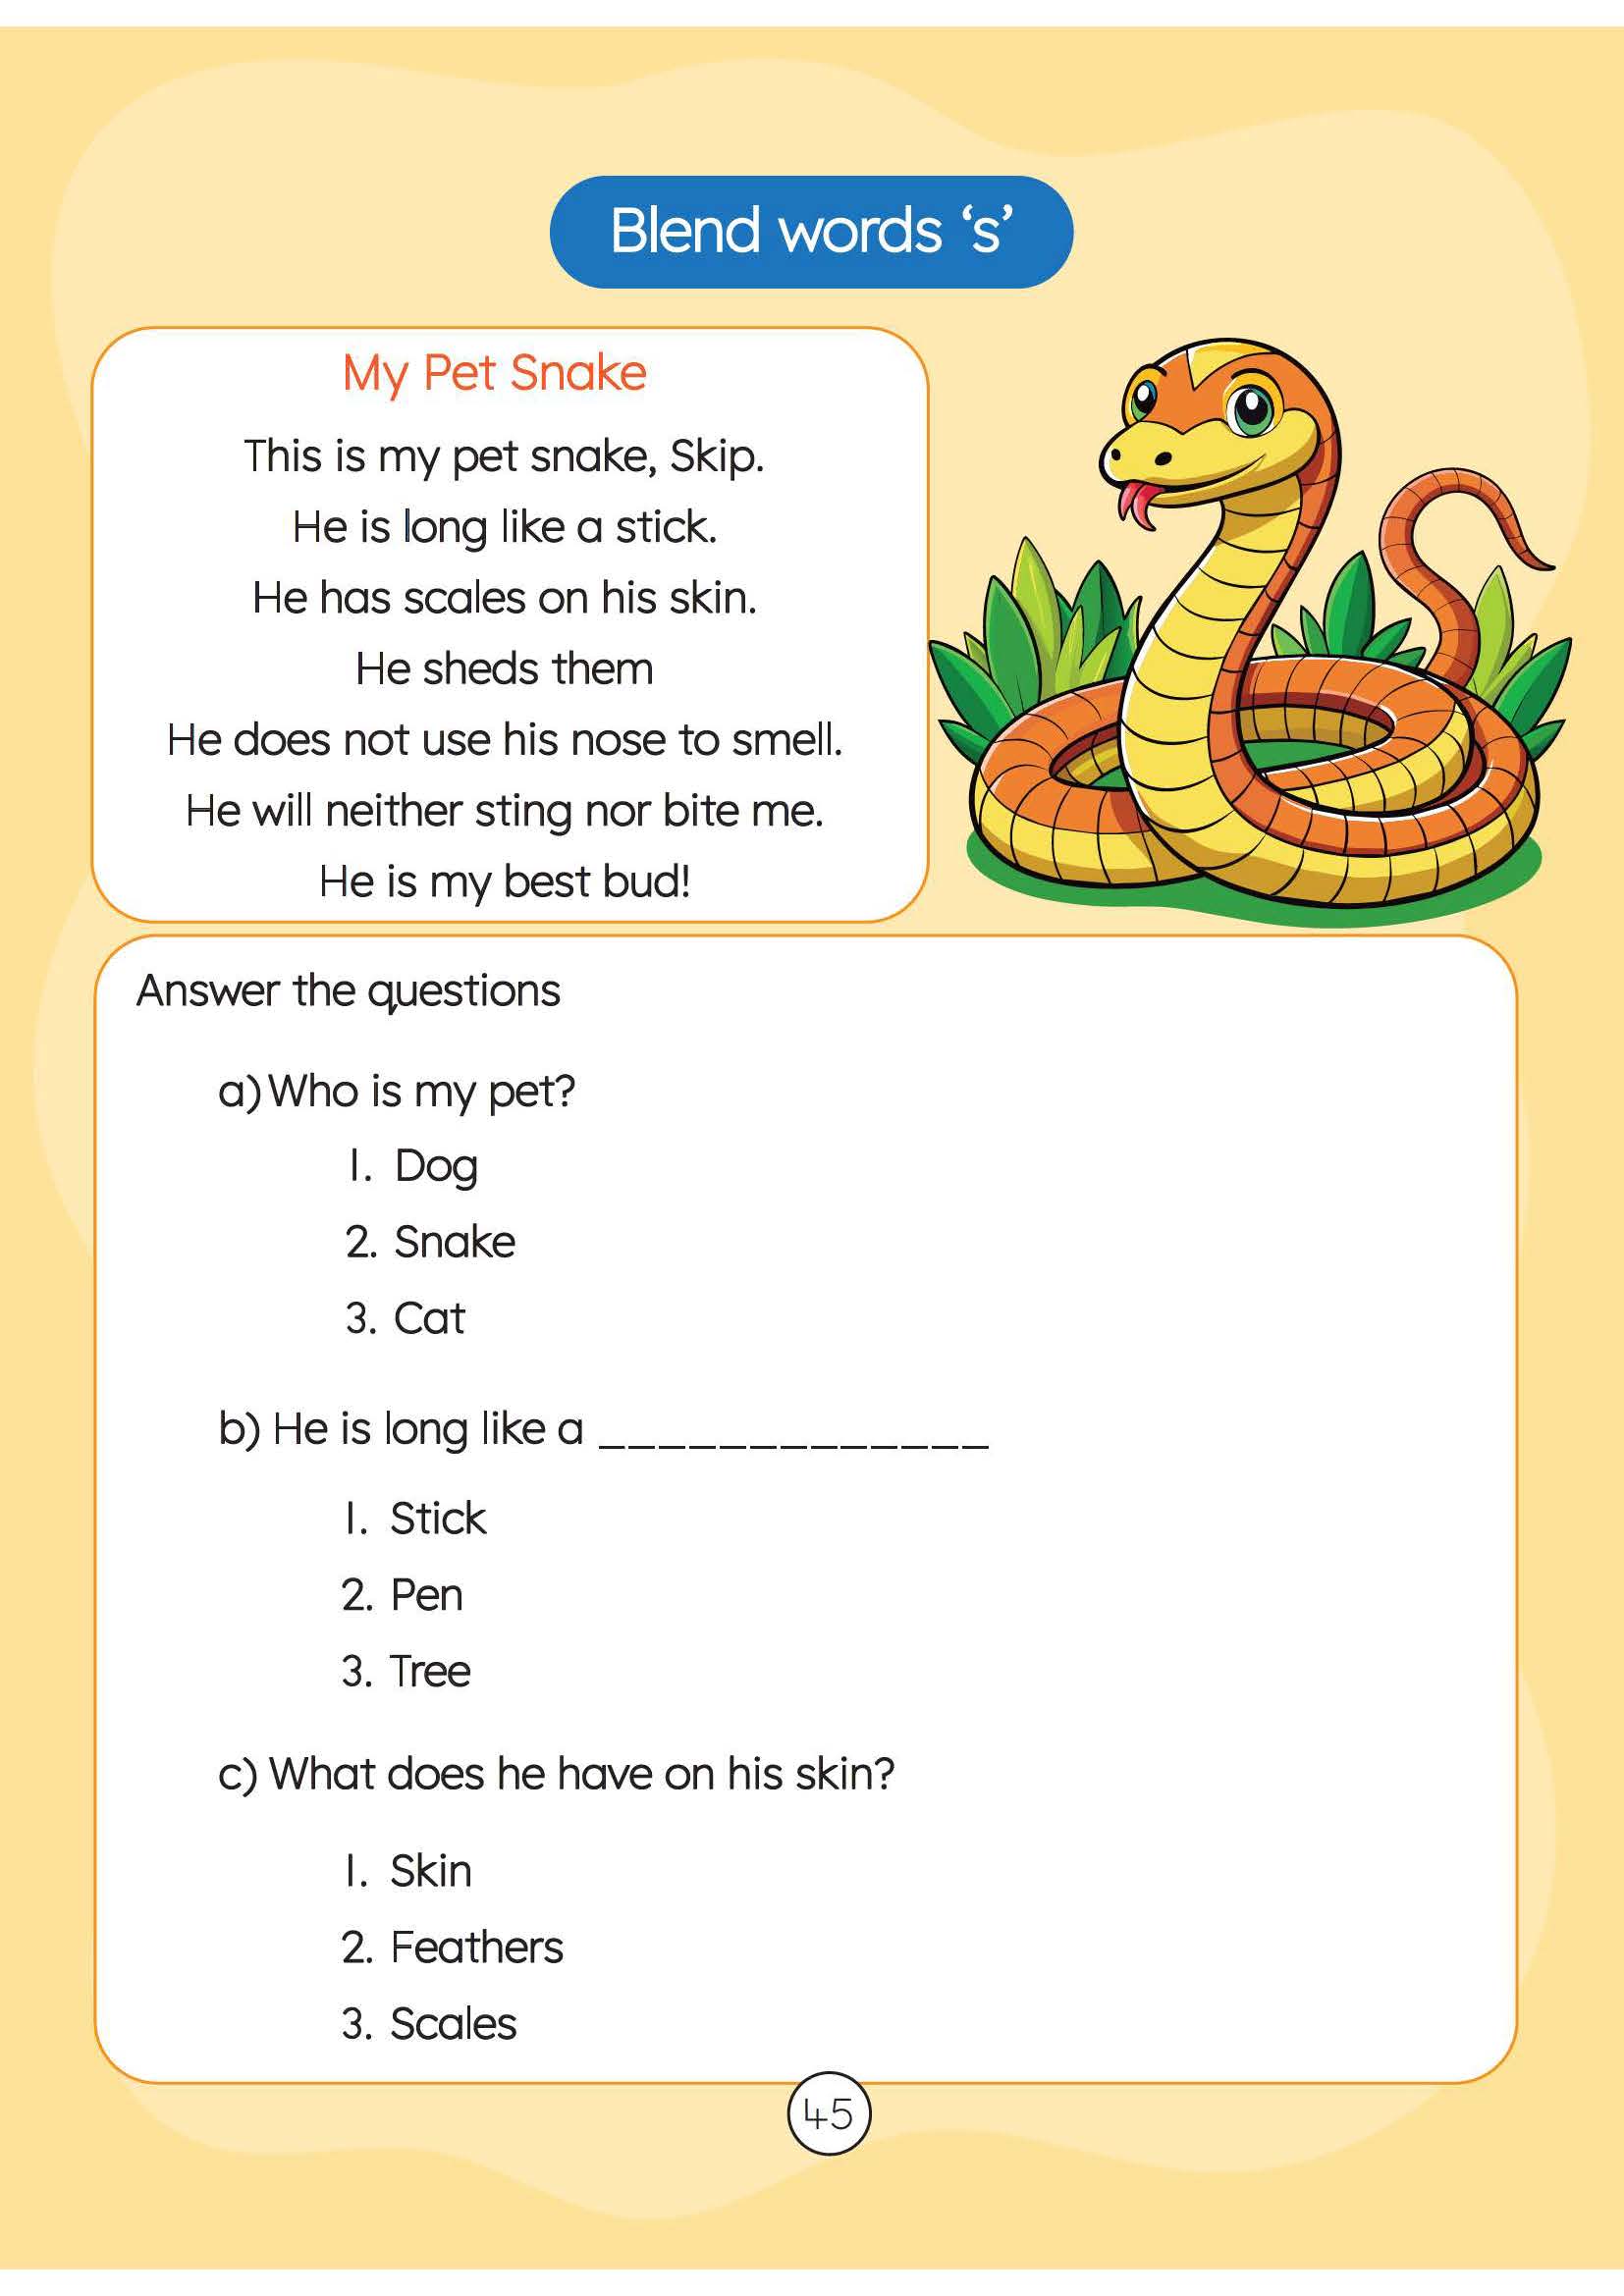 Blend words ‘s’
My Pet Snake
This is my pet snake, Skip.
He is long like a stick.
He has scales on his skin.
He sheds them
He does not use his nose to smell.
He will neither sting nor bite me.
He is my best bud!
Answer the questions
a) Who is my pet?
1. Dog
2. Snake
3. Cat
b) He is long like a _____________
1. Stick
2. Pen
3. Tree
c) What does he have on his skin?
1. Skin
2. Feathers
3. Scales
45